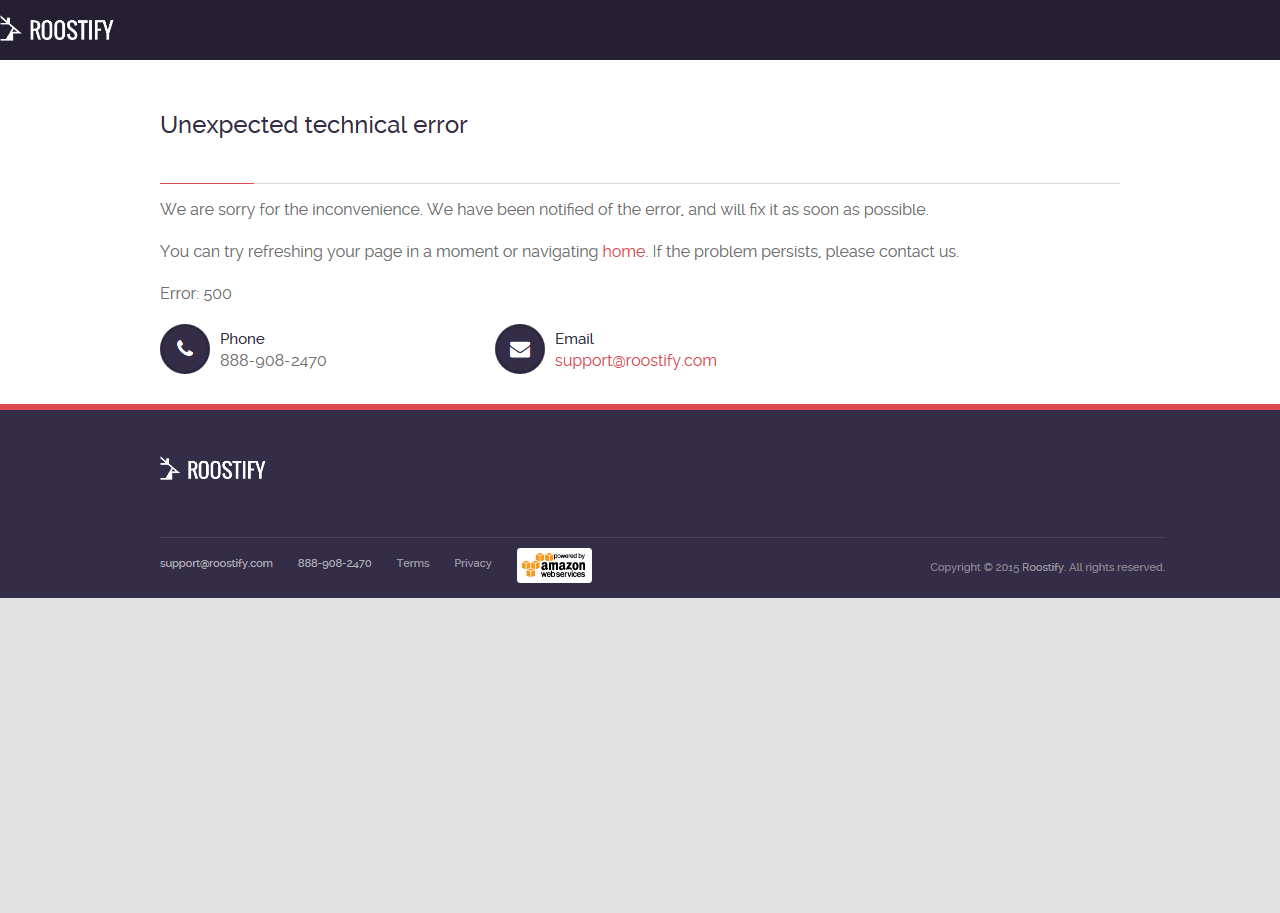 ROOSTIFY
Unexpected technical error
We are sorry for the inconvenience. We have been notified of the error, and will fix it as soon as possible.
You can try refreshing your page in a moment or navigating home. If the problem persists, please contact us.
Error: 500
Phone
888-908-2470
Email
support@roostify.com
ROOSTIFY
support@roostify.com 888-908-2470 Terms Privacy
powered by
amazon
web services
Copyright © 2015 Roostify. All rights reserved.